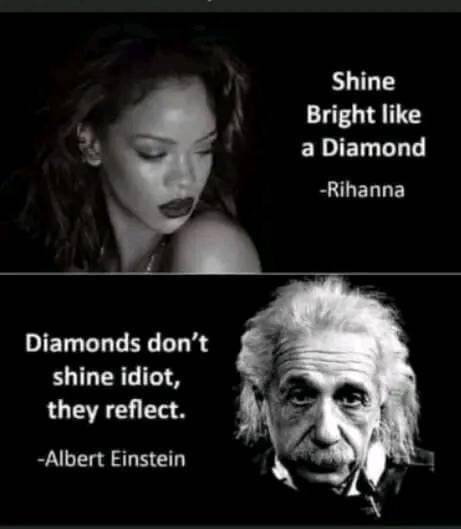 Shine
Bright like
a Diamond
-Rihanna
Diamonds don't
shine idiot,
they reflect.
-Albert Einstein